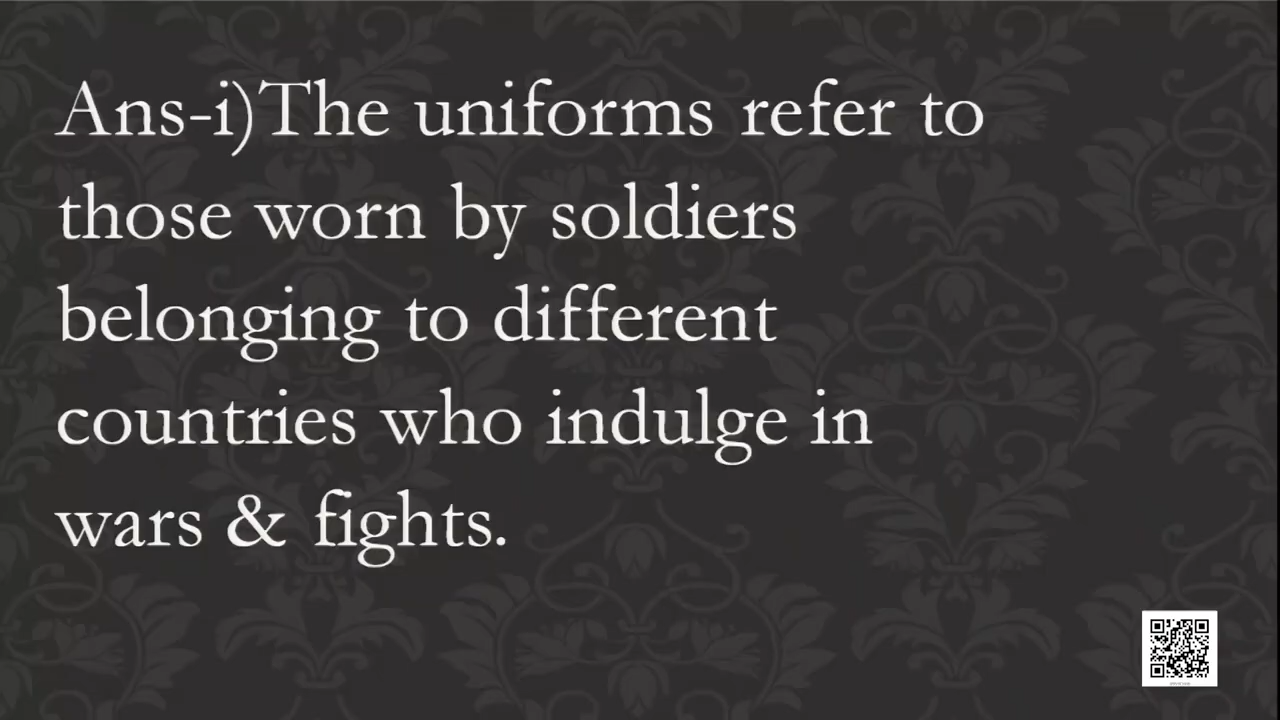 Ans-i)The uniforms refer to
those worn by soldiers
belonging to different
countries who indulge in
wars & fights.